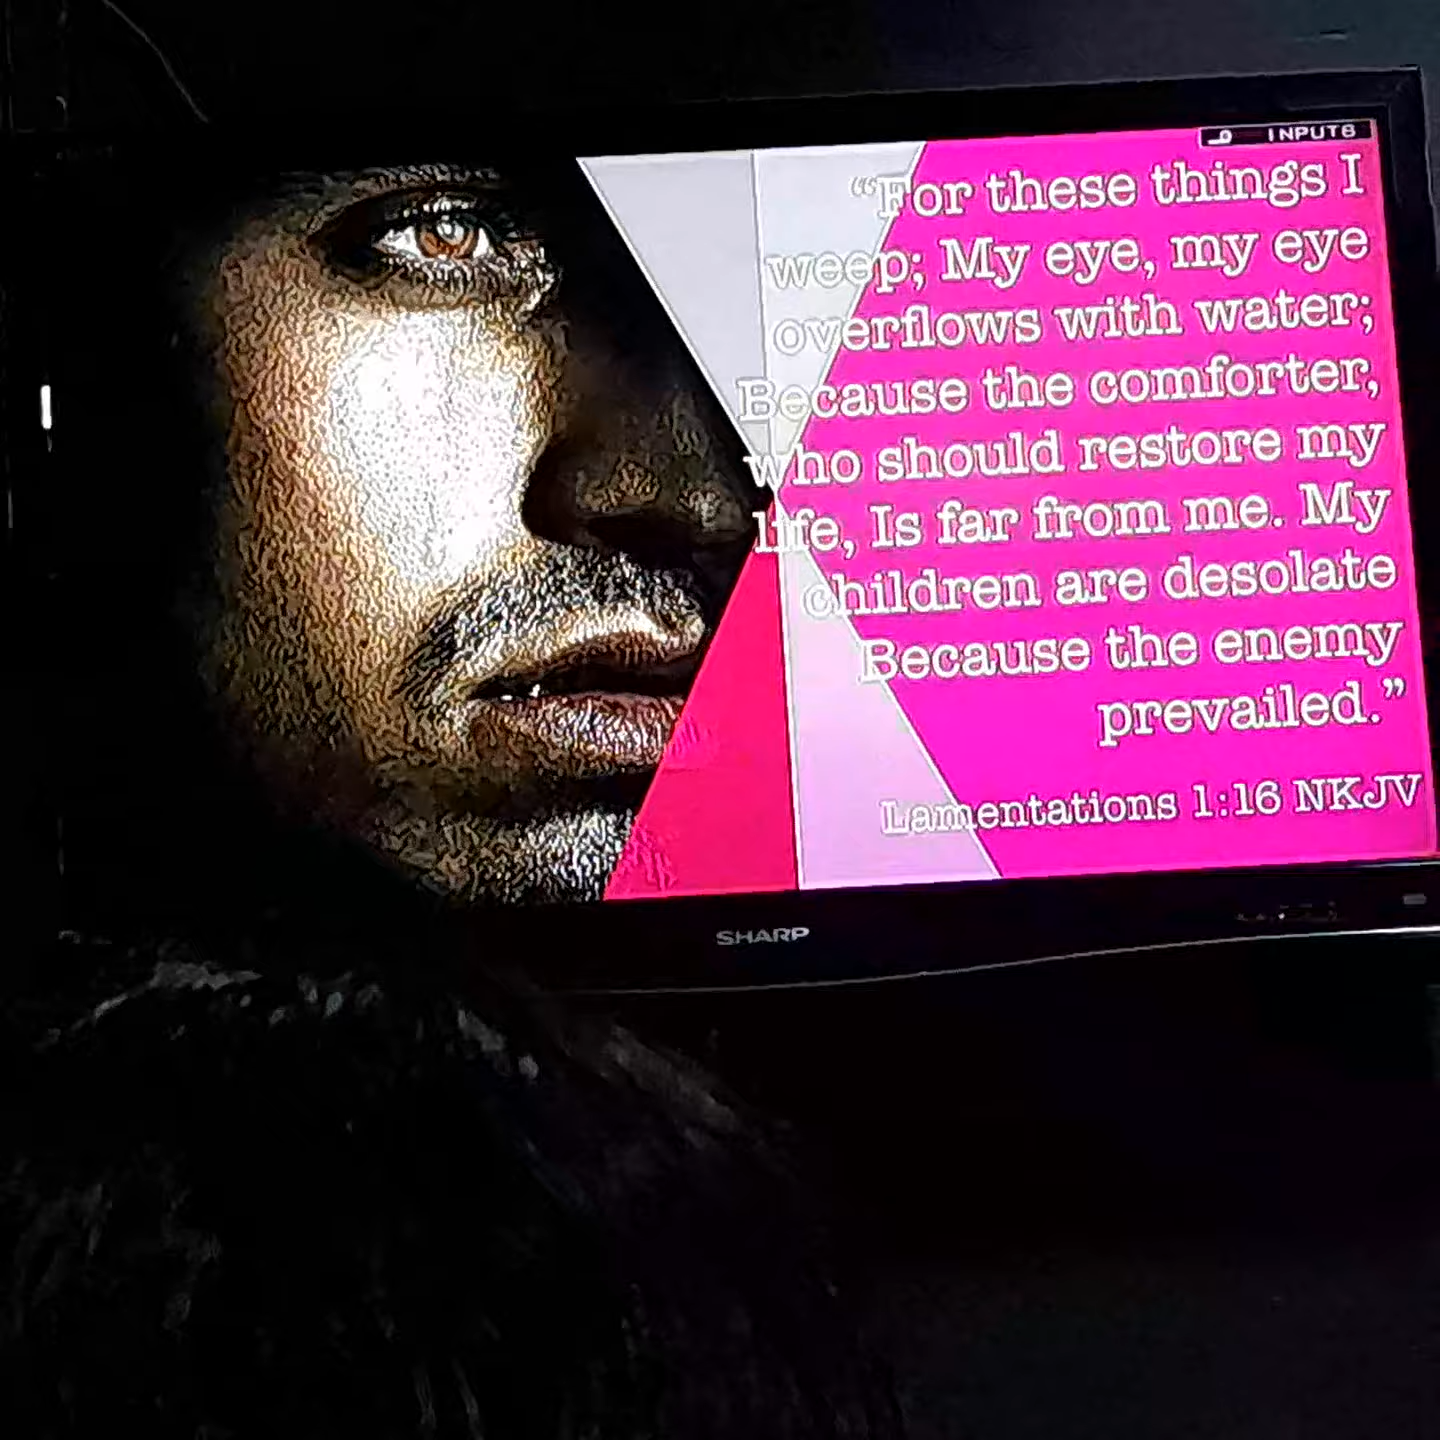 INPUT6
“For these things I
weep; My eye, my eye
overflows with water;
Because the comforter,
who should restore my
life, Is far from me. My
children are desolate
Because the enemy
prevailed.”
Lamentations 1:16 NKJV
SHARP